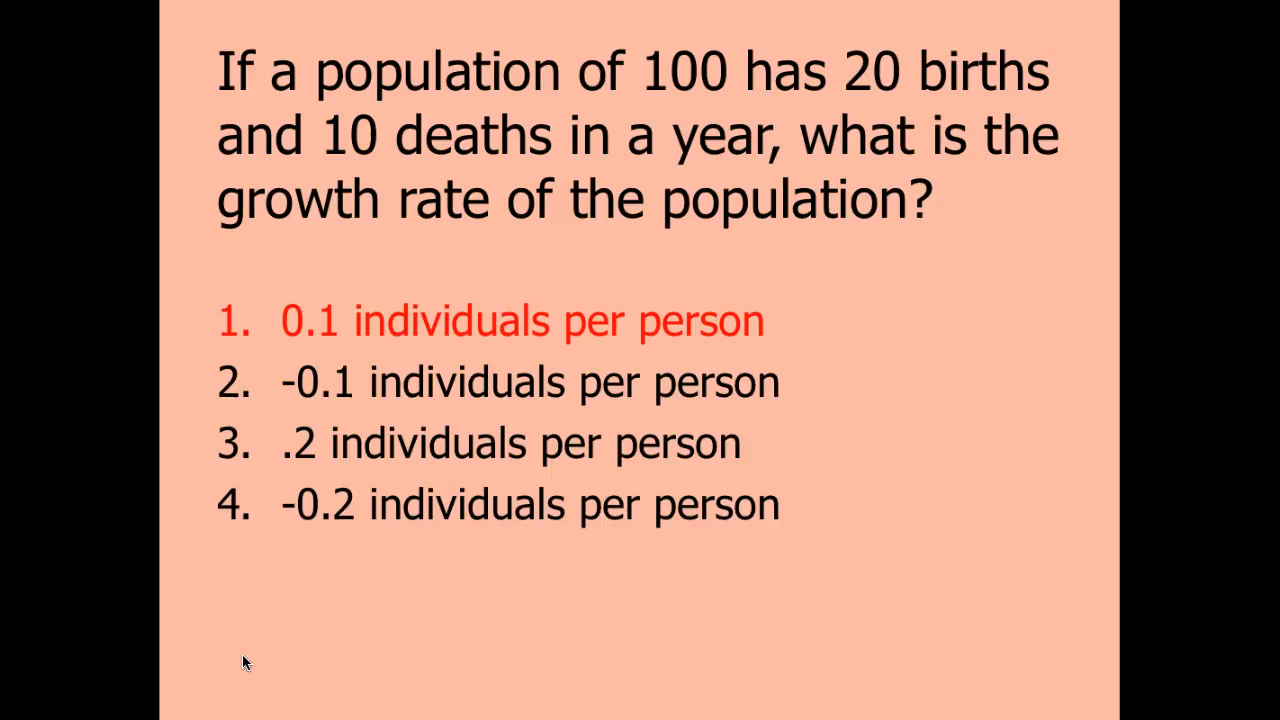 If a population of 100 has 20 births
and 10 deaths in a year, what is the
growth rate of the population?
1. 0.1 individuals per person
2. -0.1 individuals per person
3. .2 individuals per person
4. -0.2 individuals per person